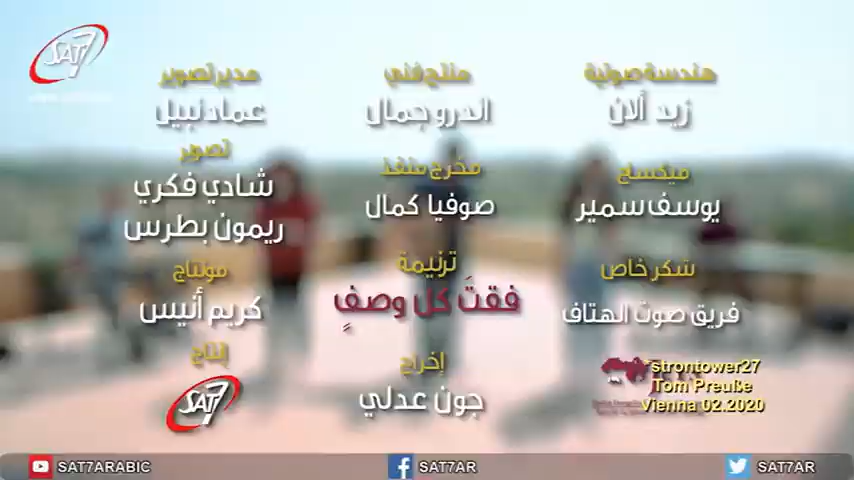 SAT7
هندسة صوتية
زيد ألان
ميكساج
يوسف سمير
شكر خاص
فريق صوت الهتاف
منتج فني
اندرو جمال
مخرج منفذ
صوفيا كمال
ترنيمة
فقتَ كل وصفٍ
إخراج
جون عدلي
مدير تصوير
عماد نبيل
تصوير
شادي فكري
ريمون بطرس
مونتاج
كريم أنيس
إنتاج
SAT7
*strontower27
Tom Preuße
Vienna 02.2020
SAT7ARABIC
SAT7AR
SAT7AR